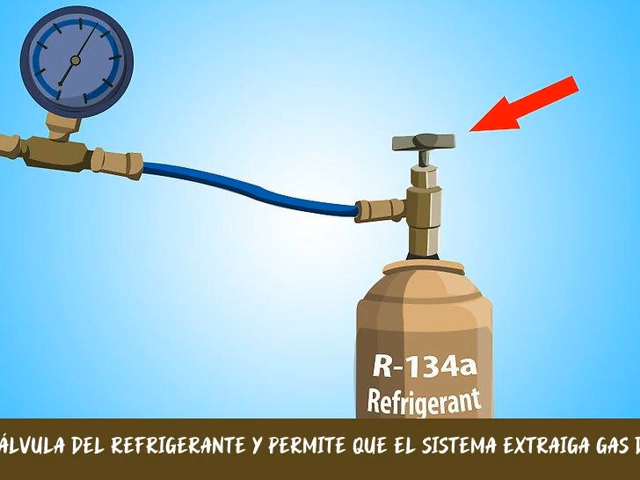 R-134a
Refrigerant
ÁLVULA DEL REFRIGERANTE Y PERMITE QUE EL SISTEMA EXTRAIGA GAS D